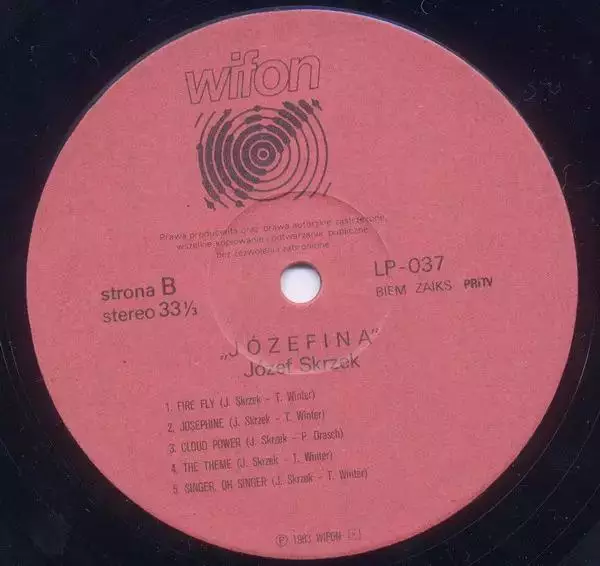 wifon
Prawa producenta oraz prawa autorskie zastrzeżone,
wszelkie kopiowanie i odtwarzanie publiczne
bez zezwolenia zabronione
strona B
stereo 33 ⅓
LP-037
BIEM ZAIKS PRiTV
„JÓZEFINA”
Józef Skrzek
1. FIRE FLY (J. Skrzek – T. Winter)
2. JOSEPHINE (J. Skrzek – T. Winter)
3. CLOUD POWER (J. Skrzek – P. Drasch)
4. THE THEME (J. Skrzek – T. Winter)
5. SINGER, OH SINGER (J. Skrzek – T. Winter)
Ⓟ 1983 WIFON